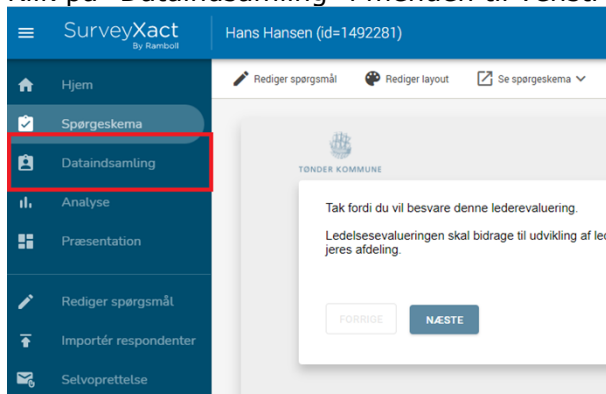 Klik på "Dataindsamling" i menuen til venstre
SurveyXact
By Ramboll
Hans Hansen (id=1492281)
Hjem
Rediger spørgsmål
Rediger layout
Se spørgeskema
Spørgeskema
TØNDER KOMMUNE
Dataindsamling
Analyse
Tak fordi du vil besvare denne lederevaluering.
Ledelsesevalueringen skal bidrage til udvikling af led
jeres afdeling.
Præsentation
Rediger spørgsmål
FORRIGE
NÆSTE
Importér respondenter
Selvoprettelse